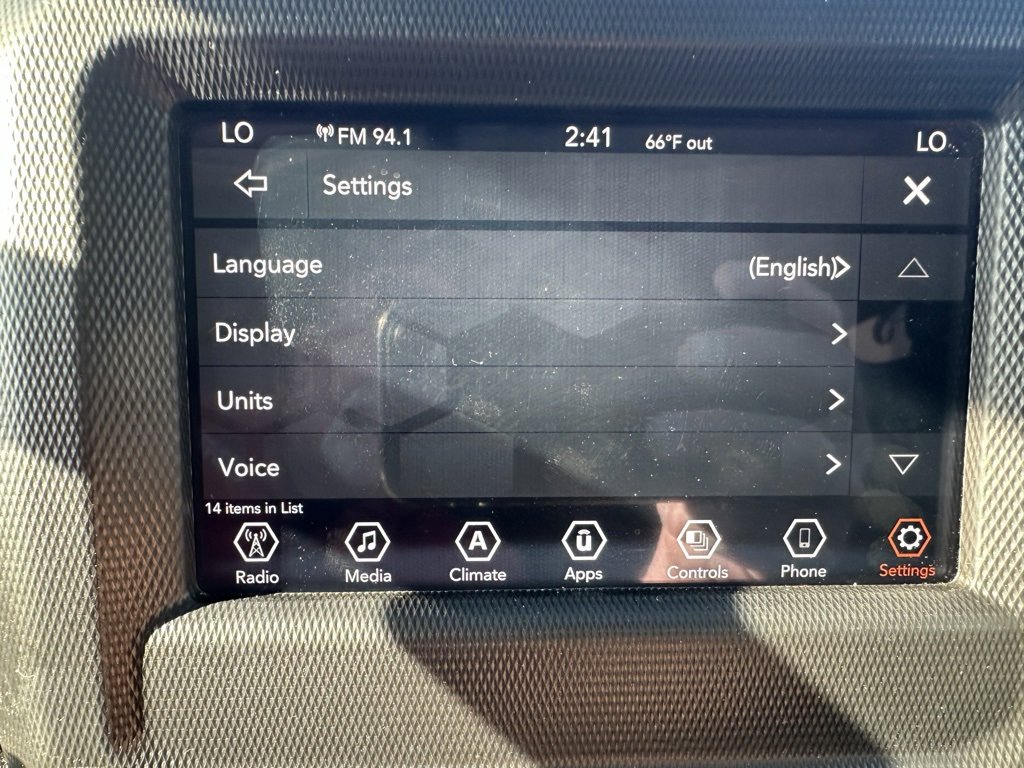 LO FM 94.1 2:41 66°F out LO
Settings
Language (English)
Display
Units
Voice
14 items in List
Radio Media Climate Apps Controls Phone Settings